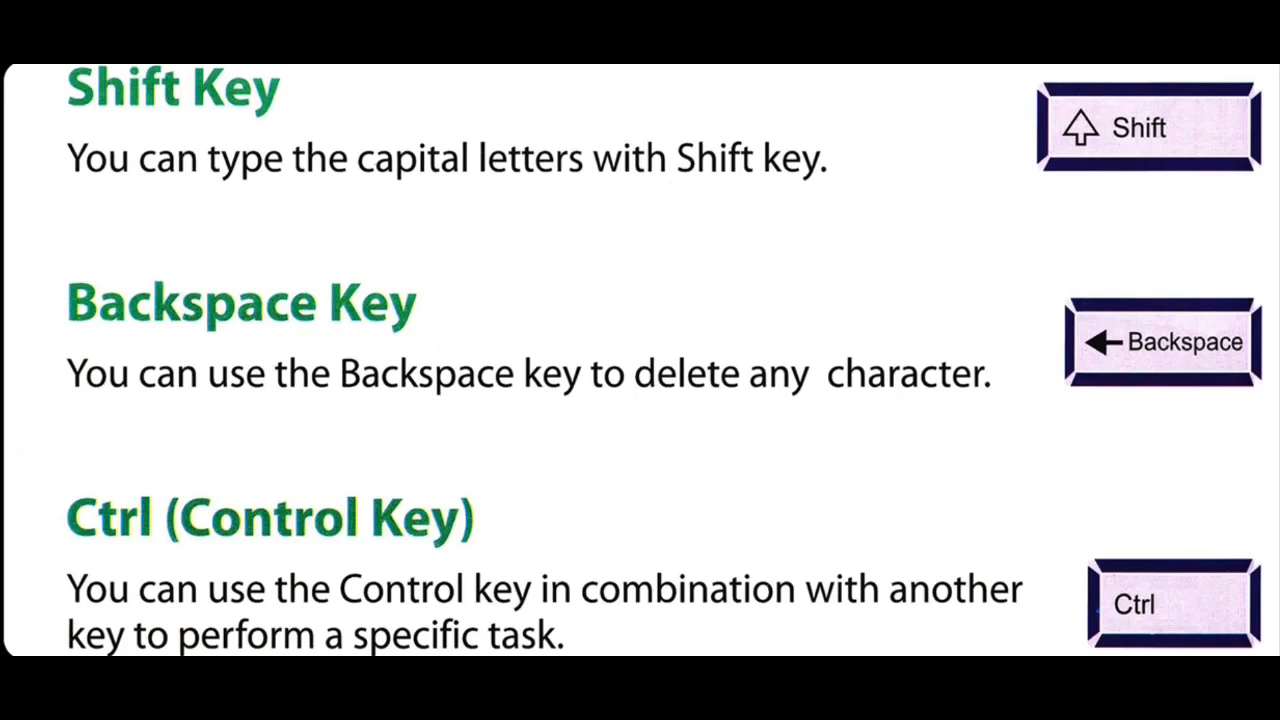 Shift Key
Shift
You can type the capital letters with Shift key.
Backspace Key
Backspace
You can use the Backspace key to delete any  character.
Ctrl (Control Key)
You can use the Control key in combination with another
Ctrl
key to perform a specific task.